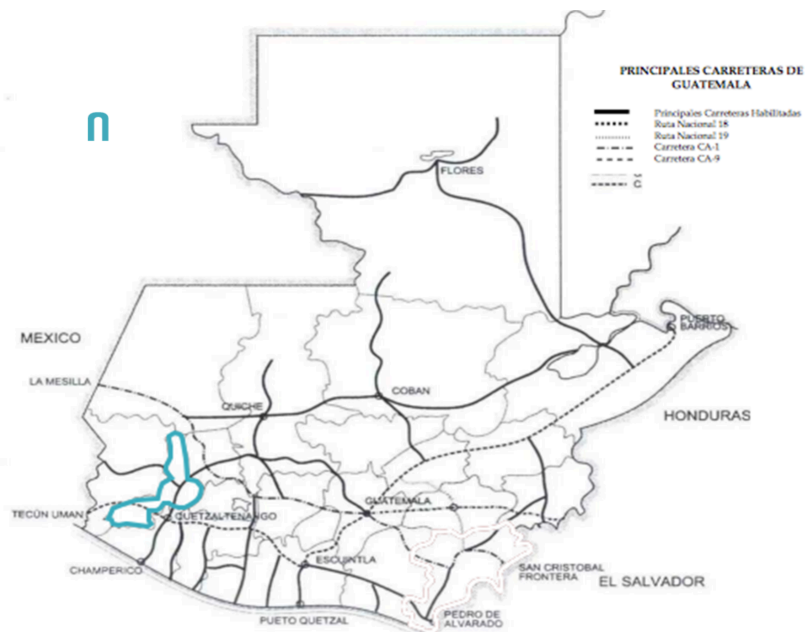 PRINCIPALES CARRETERAS DE
GUATEMALA
Principales Carreteras Habilitadas
Ruta Nacional 18
Ruta Nacional 19
Carretera CA-1
Carretera CA-9
C
n
FLORES
PUERTO
BARRIOS
MEXICO
LA MESILLA
COBAN
QUICHE
HONDURAS
GUATEMALA
TECÚN UMAN
QUETZALTENANGO
ESCUINTLA
CHAMPERICO
SAN CRISTOBAL
FRONTERA
EL SALVADOR
PUETO QUETZAL
PEDRO DE
ALVARADO